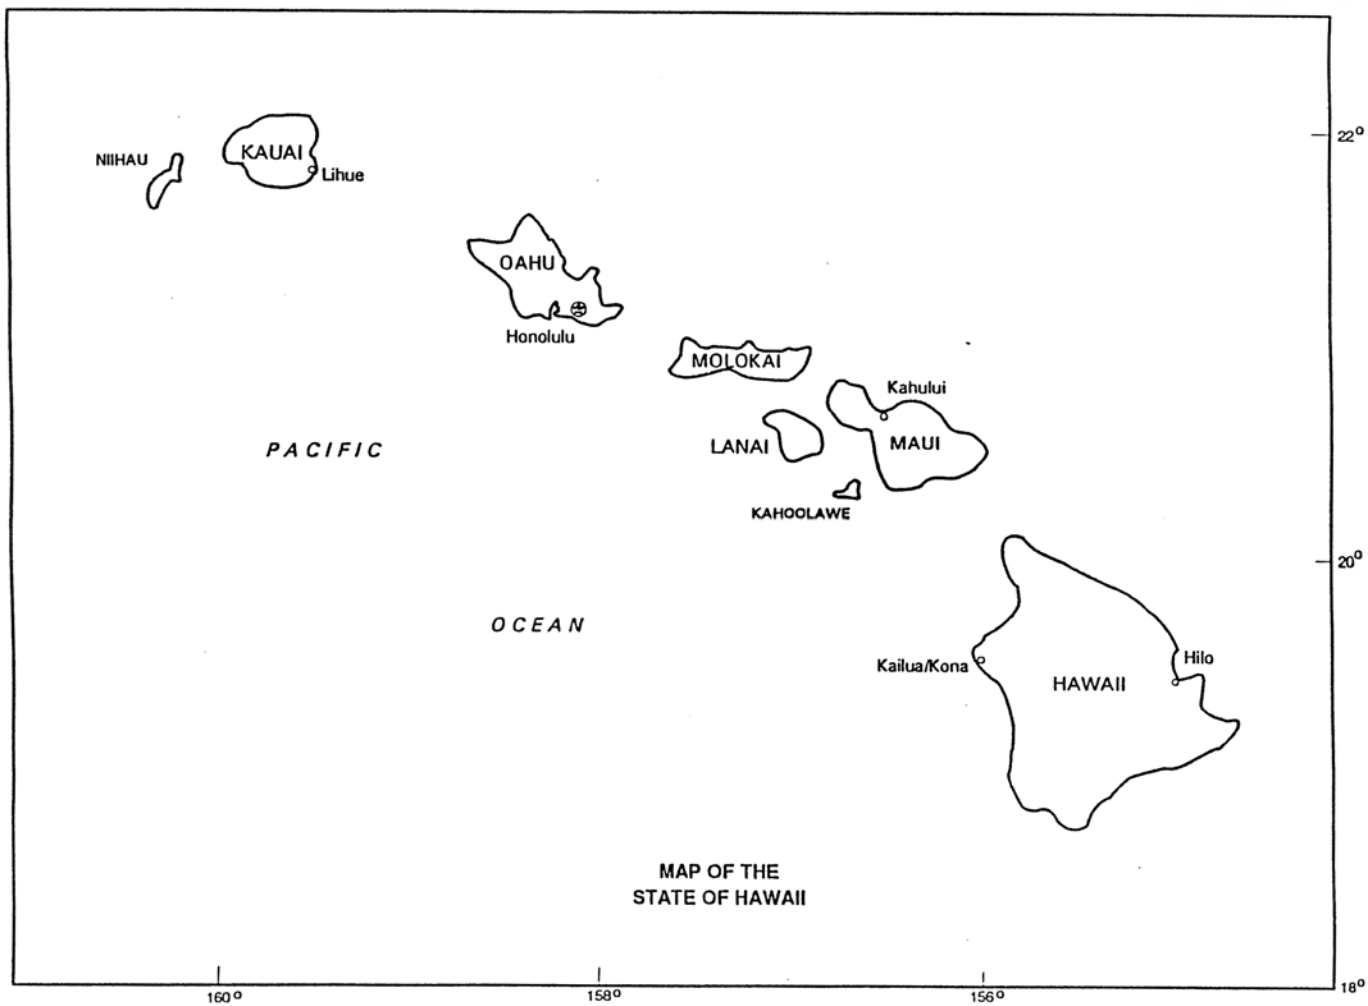 22°
NIIHAU
KAUAI
Lihue
OAHU
Honolulu
MOLOKAI
Kahului
LANAI
MAUI
PACIFIC
KAHOOLAWE
20°
OCEAN
Kailua/Kona
HAWAII
Hilo
MAP OF THE
STATE OF HAWAII
160°
158°
156°
18°